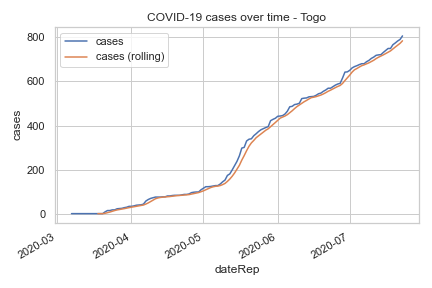 COVID-19 cases over time - Togo
cases
cases (rolling)
800
600
400
200
0
cases
2020-03
2020-04
2020-05
2020-06
2020-07
dateRep